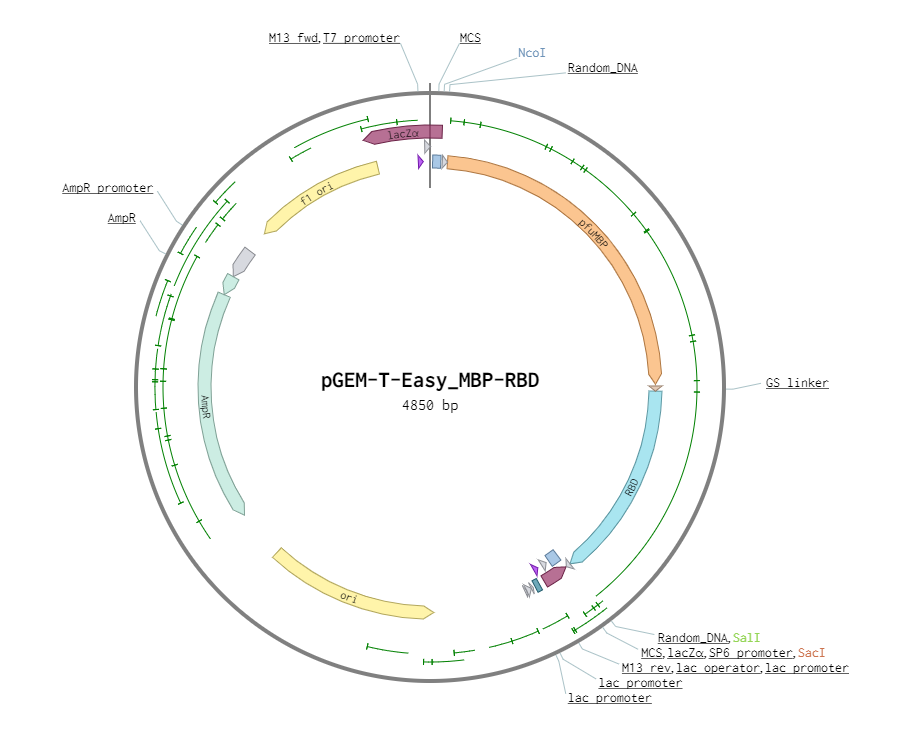 M13 fwd, T7 promoter
MCS
NcoI
Random_DNA
lacZα
AmpR promoter
f1 ori
AmpR
pfuMBP
pGEM-T-Easy_MBP-RBD
GS linker
4850 bp
AmpR
RBD
ori
Random_DNA, SalI
MCS, lacZα, SP6 promoter, SacI
M13 rev, lac operator, lac promoter
lac promoter
lac promoter